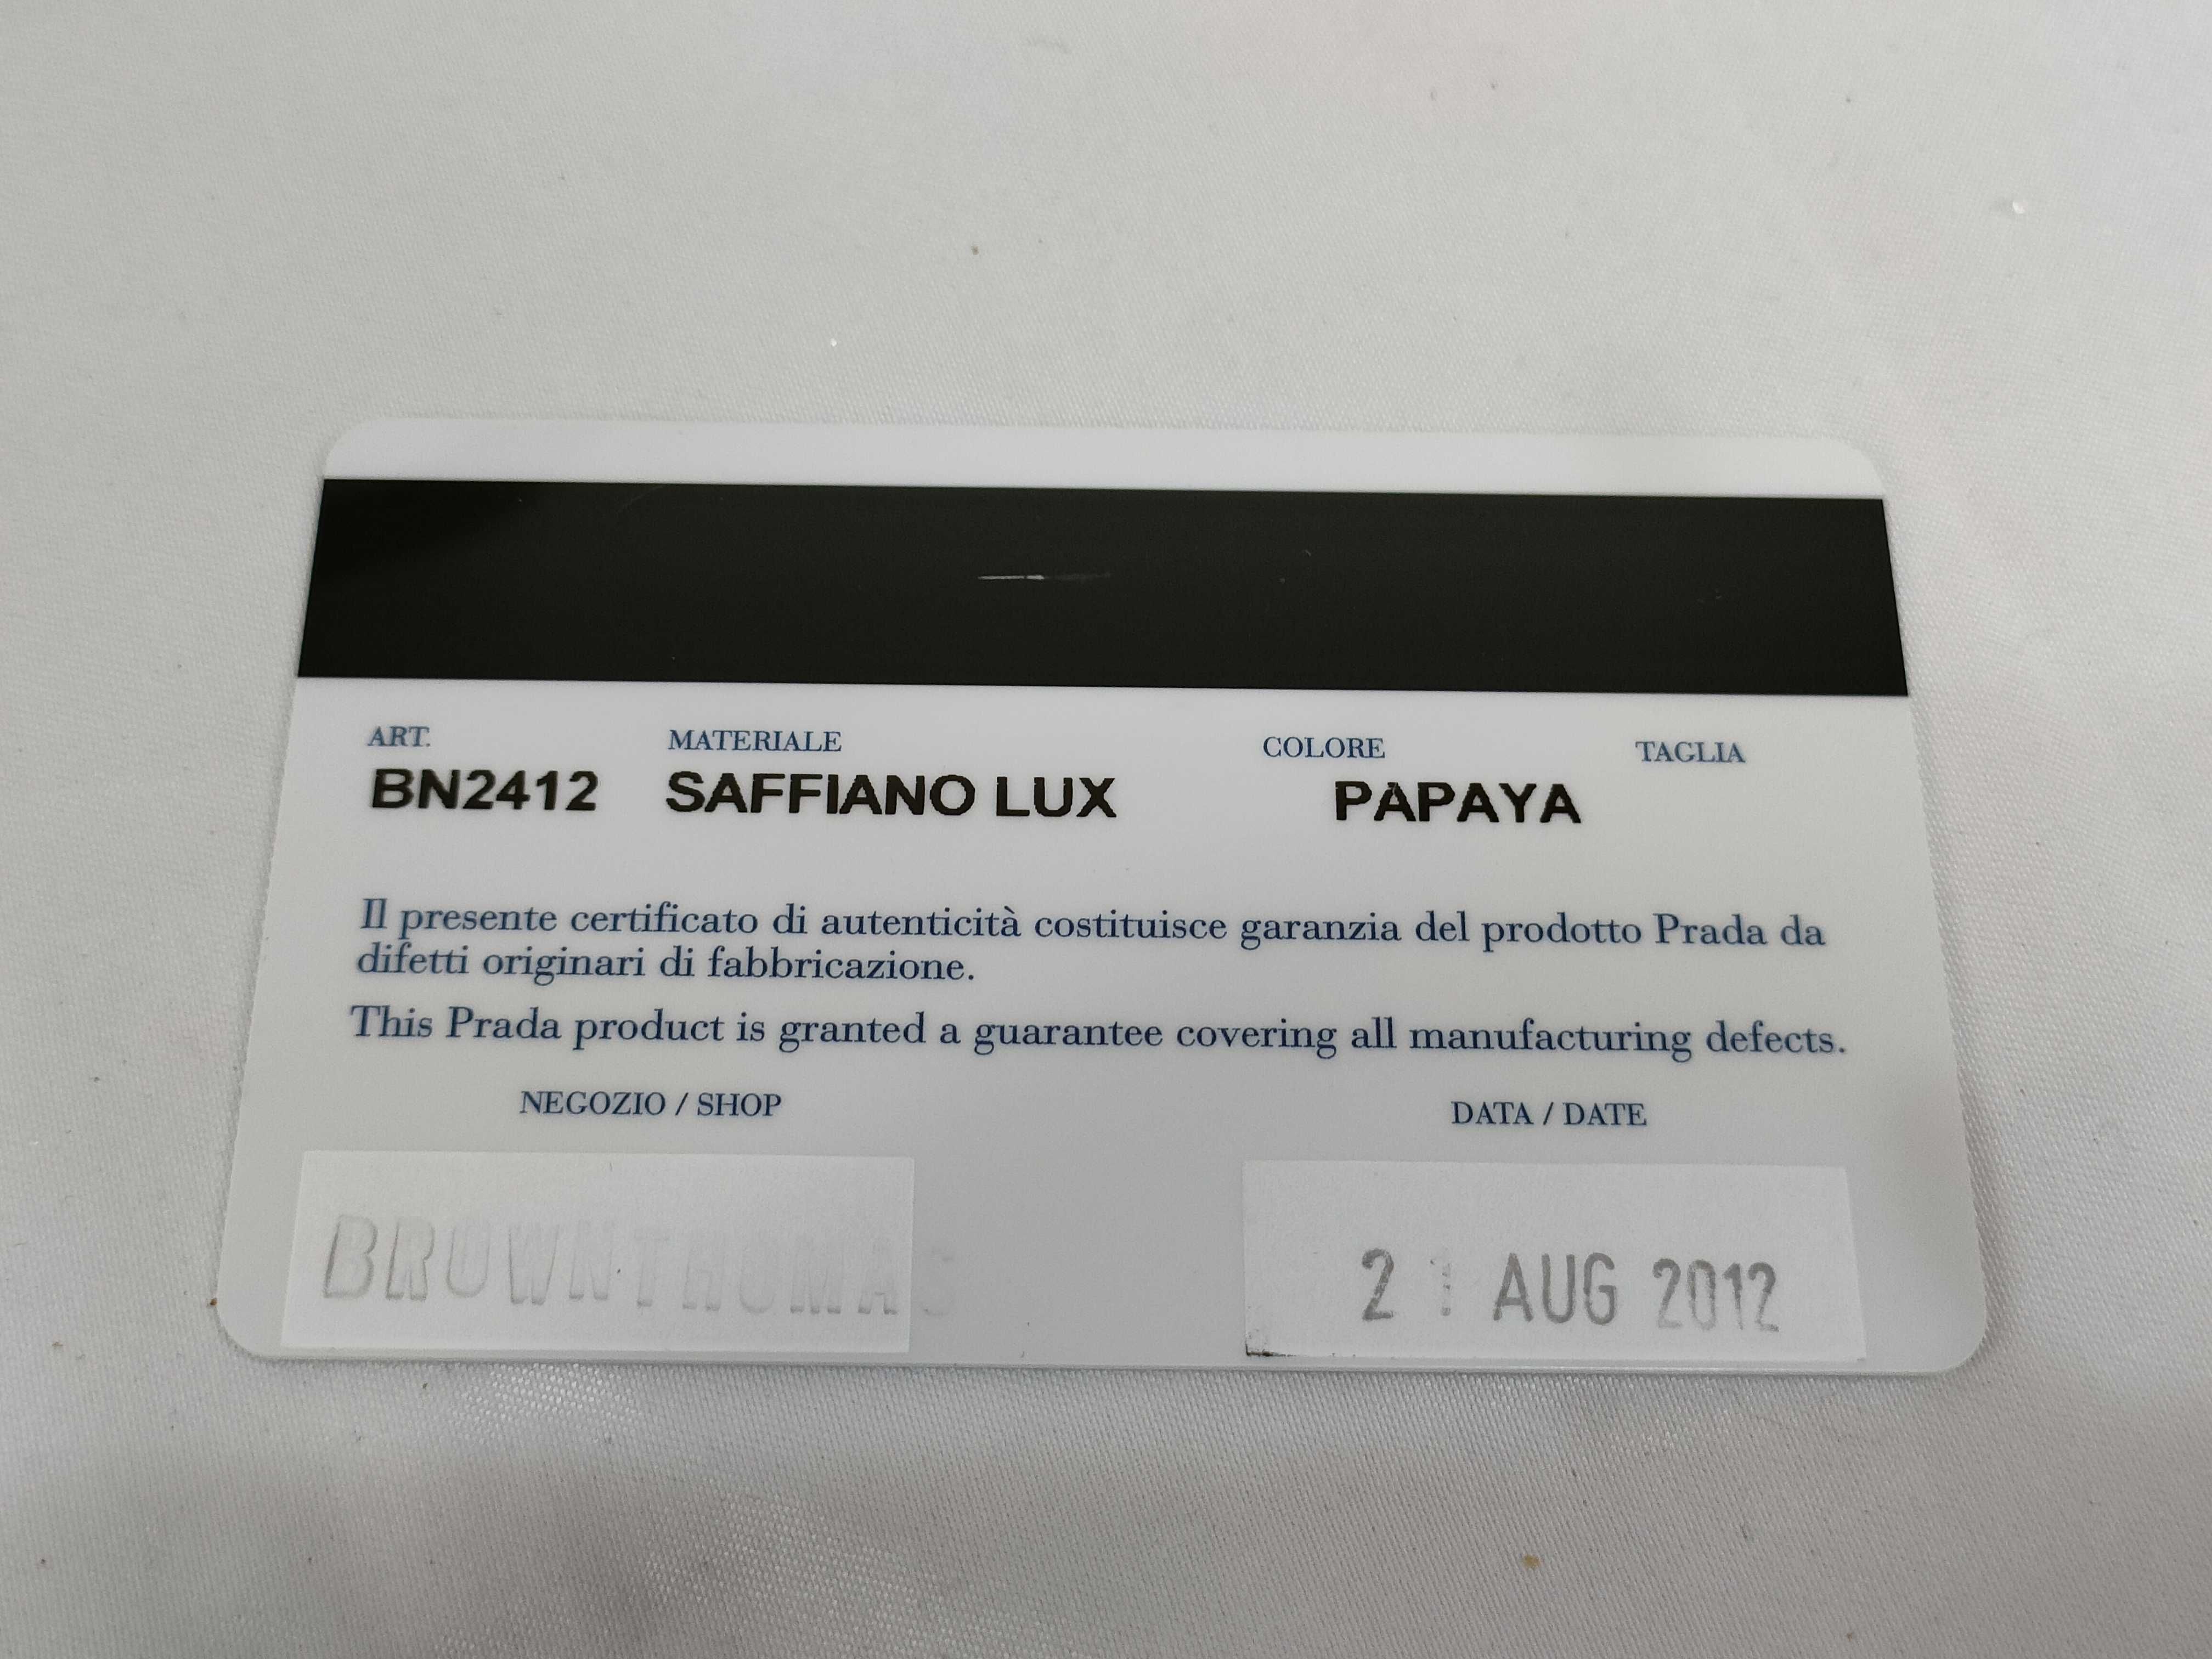 ART. MATERIALE COLORE TAGLIA
BN2412 SAFFIANO LUX PAPAYA
Il presente certificato di autenticità costituisce garanzia del prodotto Prada da
difetti originari di fabbricazione.
This Prada product is granted a guarantee covering all manufacturing defects.
NEGOZIO / SHOP DATA / DATE
BROWN THOMAS AUG 2012